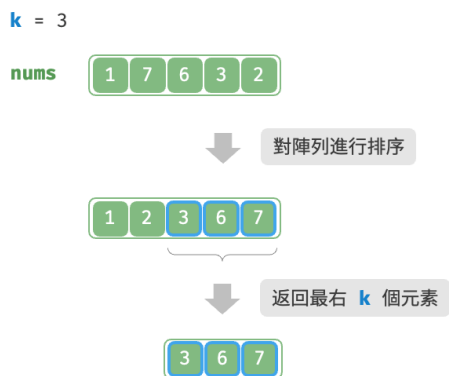 k = 3
nums 1 7 6 3 2
對陣列進行排序
1 2 3 6 7
返回最右 k 個元素
3 6 7